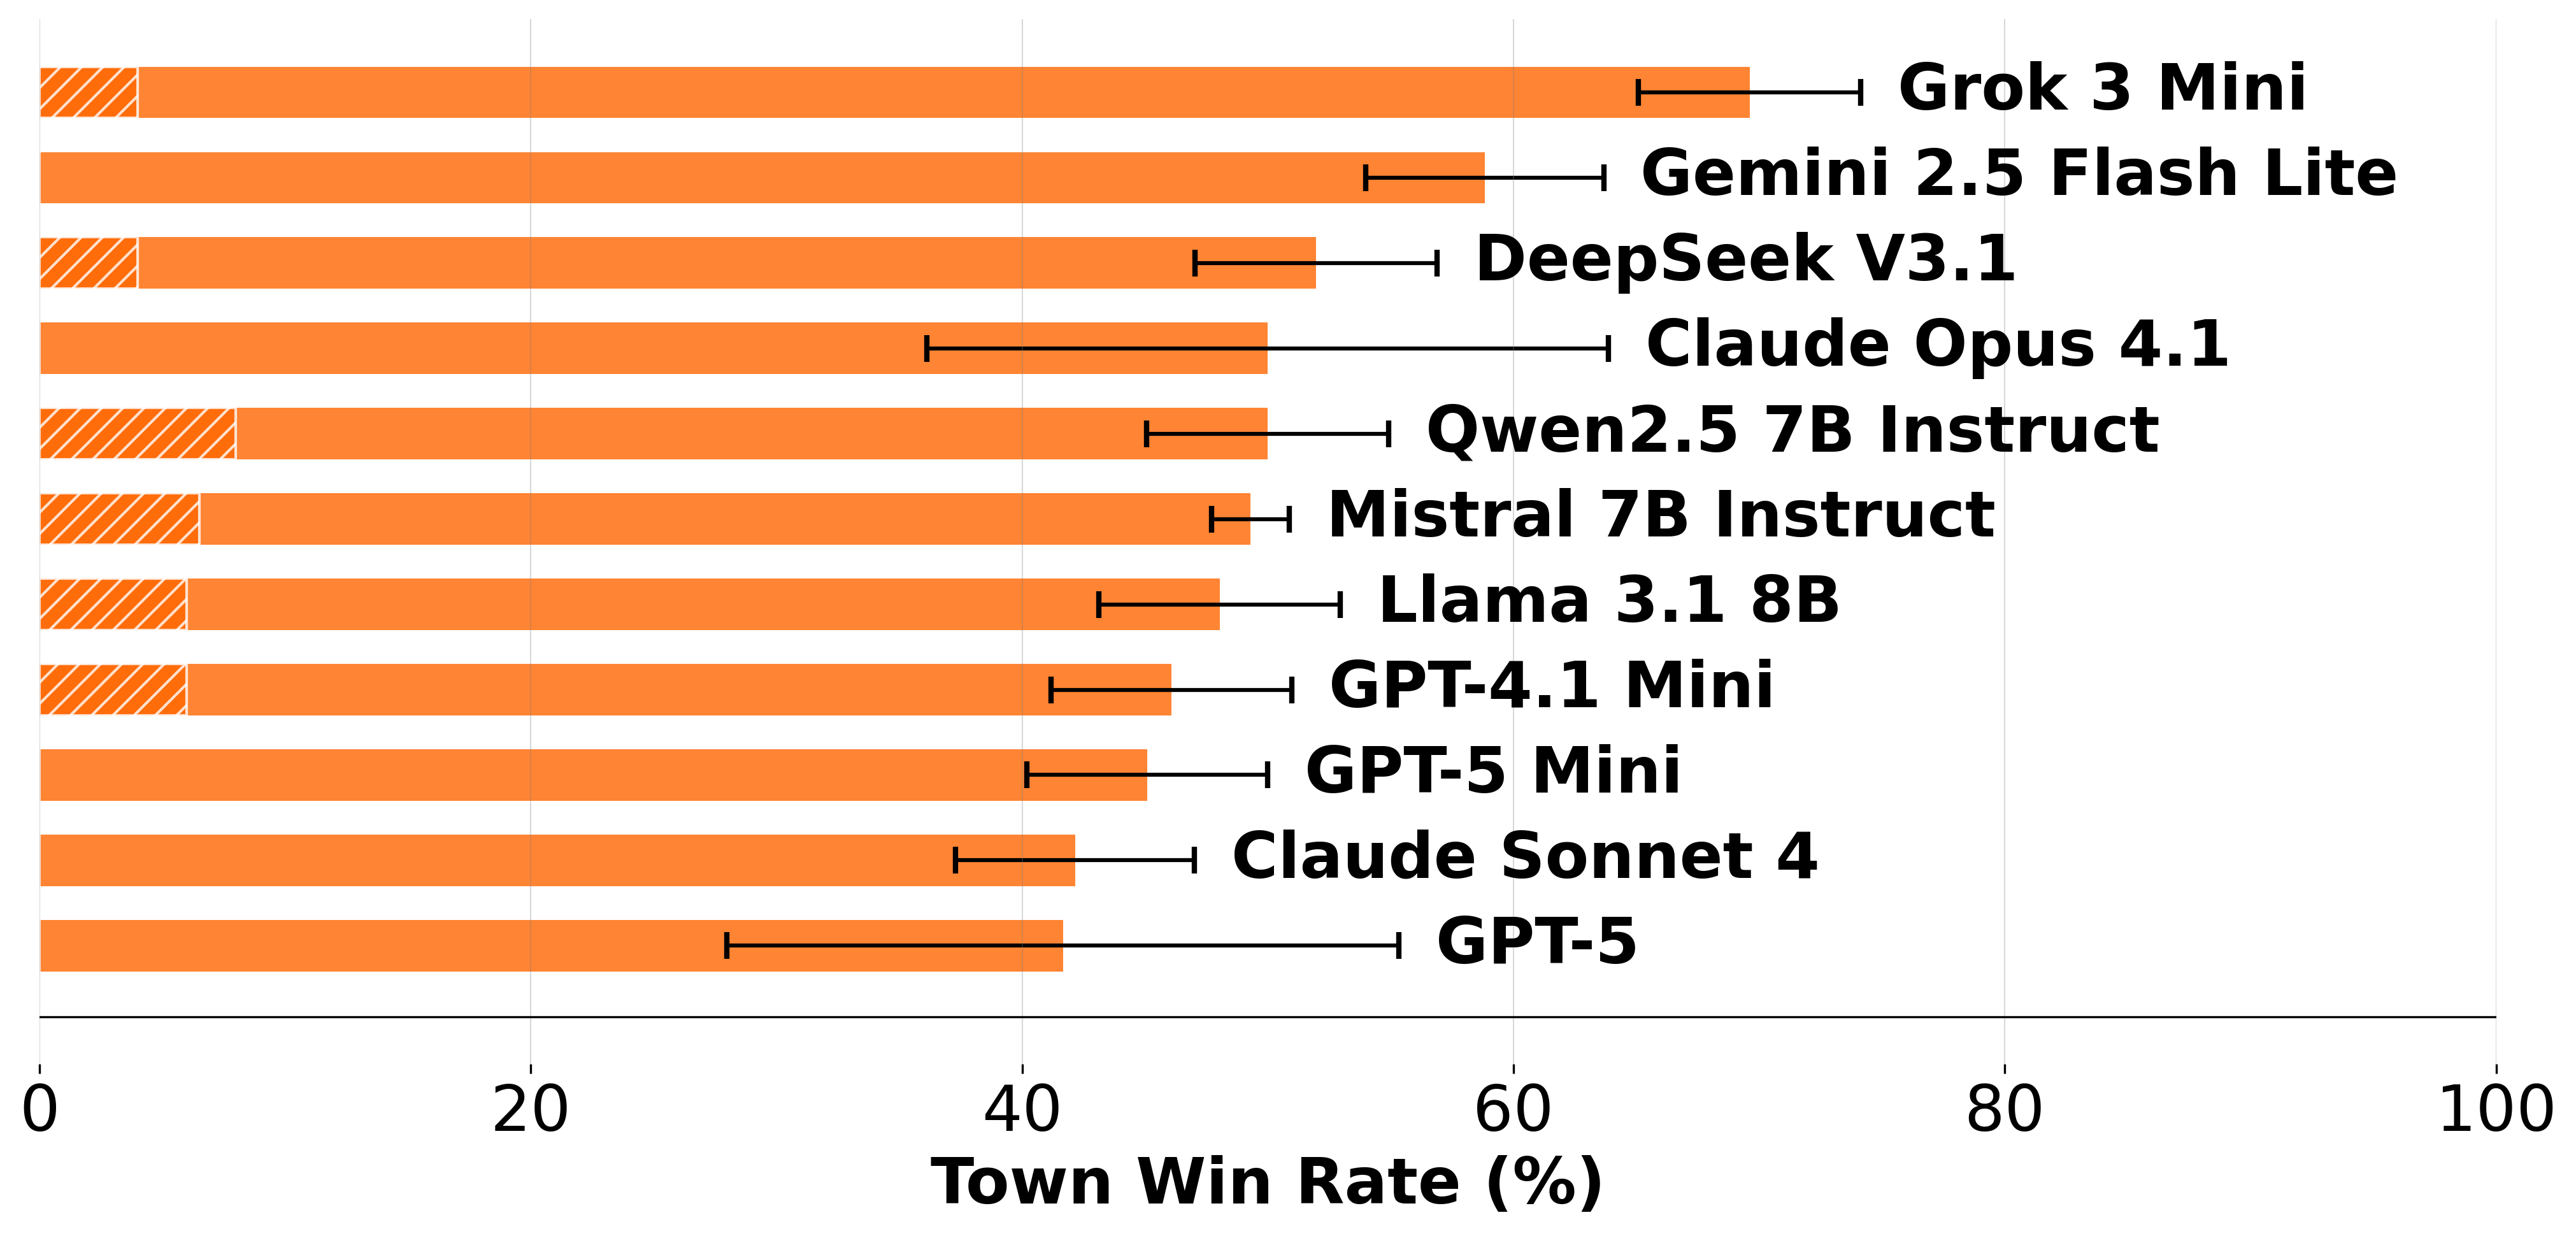 Grok 3 Mini
Gemini 2.5 Flash Lite
DeepSeek V3.1
Claude Opus 4.1
Qwen2.5 7B Instruct
Mistral 7B Instruct
Llama 3.1 8B
GPT-4.1 Mini
GPT-5 Mini
Claude Sonnet 4
GPT-5
0 20 40 60 80 100
Town Win Rate (%)